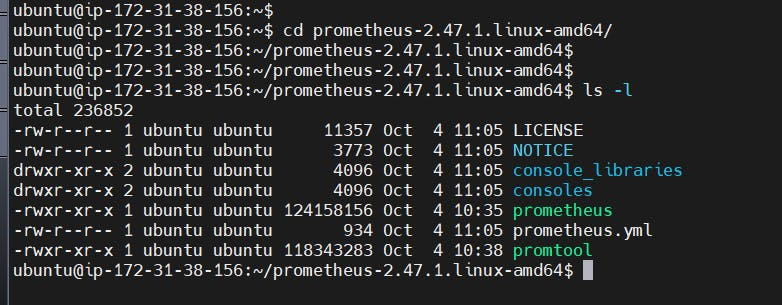 ubuntu@ip-172-31-38-156:~$
ubuntu@ip-172-31-38-156:~$ cd prometheus-2.47.1.linux-amd64/
ubuntu@ip-172-31-38-156:~/prometheus-2.47.1.linux-amd64$
ubuntu@ip-172-31-38-156:~/prometheus-2.47.1.linux-amd64$
ubuntu@ip-172-31-38-156:~/prometheus-2.47.1.linux-amd64$ ls -l
total 236852
-rw-r--r-- 1 ubuntu ubuntu     11357 Oct  4 11:05 LICENSE
-rw-r--r-- 1 ubuntu ubuntu      3773 Oct  4 11:05 NOTICE
drwxr-xr-x 2 ubuntu ubuntu      4096 Oct  4 11:05 console_libraries
drwxr-xr-x 2 ubuntu ubuntu      4096 Oct  4 11:05 consoles
-rwxr-xr-x 1 ubuntu ubuntu 124158156 Oct  4 10:35 prometheus
-rw-r--r-- 1 ubuntu ubuntu       934 Oct  4 11:05 prometheus.yml
-rwxr-xr-x 1 ubuntu ubuntu 118343283 Oct  4 10:38 promtool
ubuntu@ip-172-31-38-156:~/prometheus-2.47.1.linux-amd64$